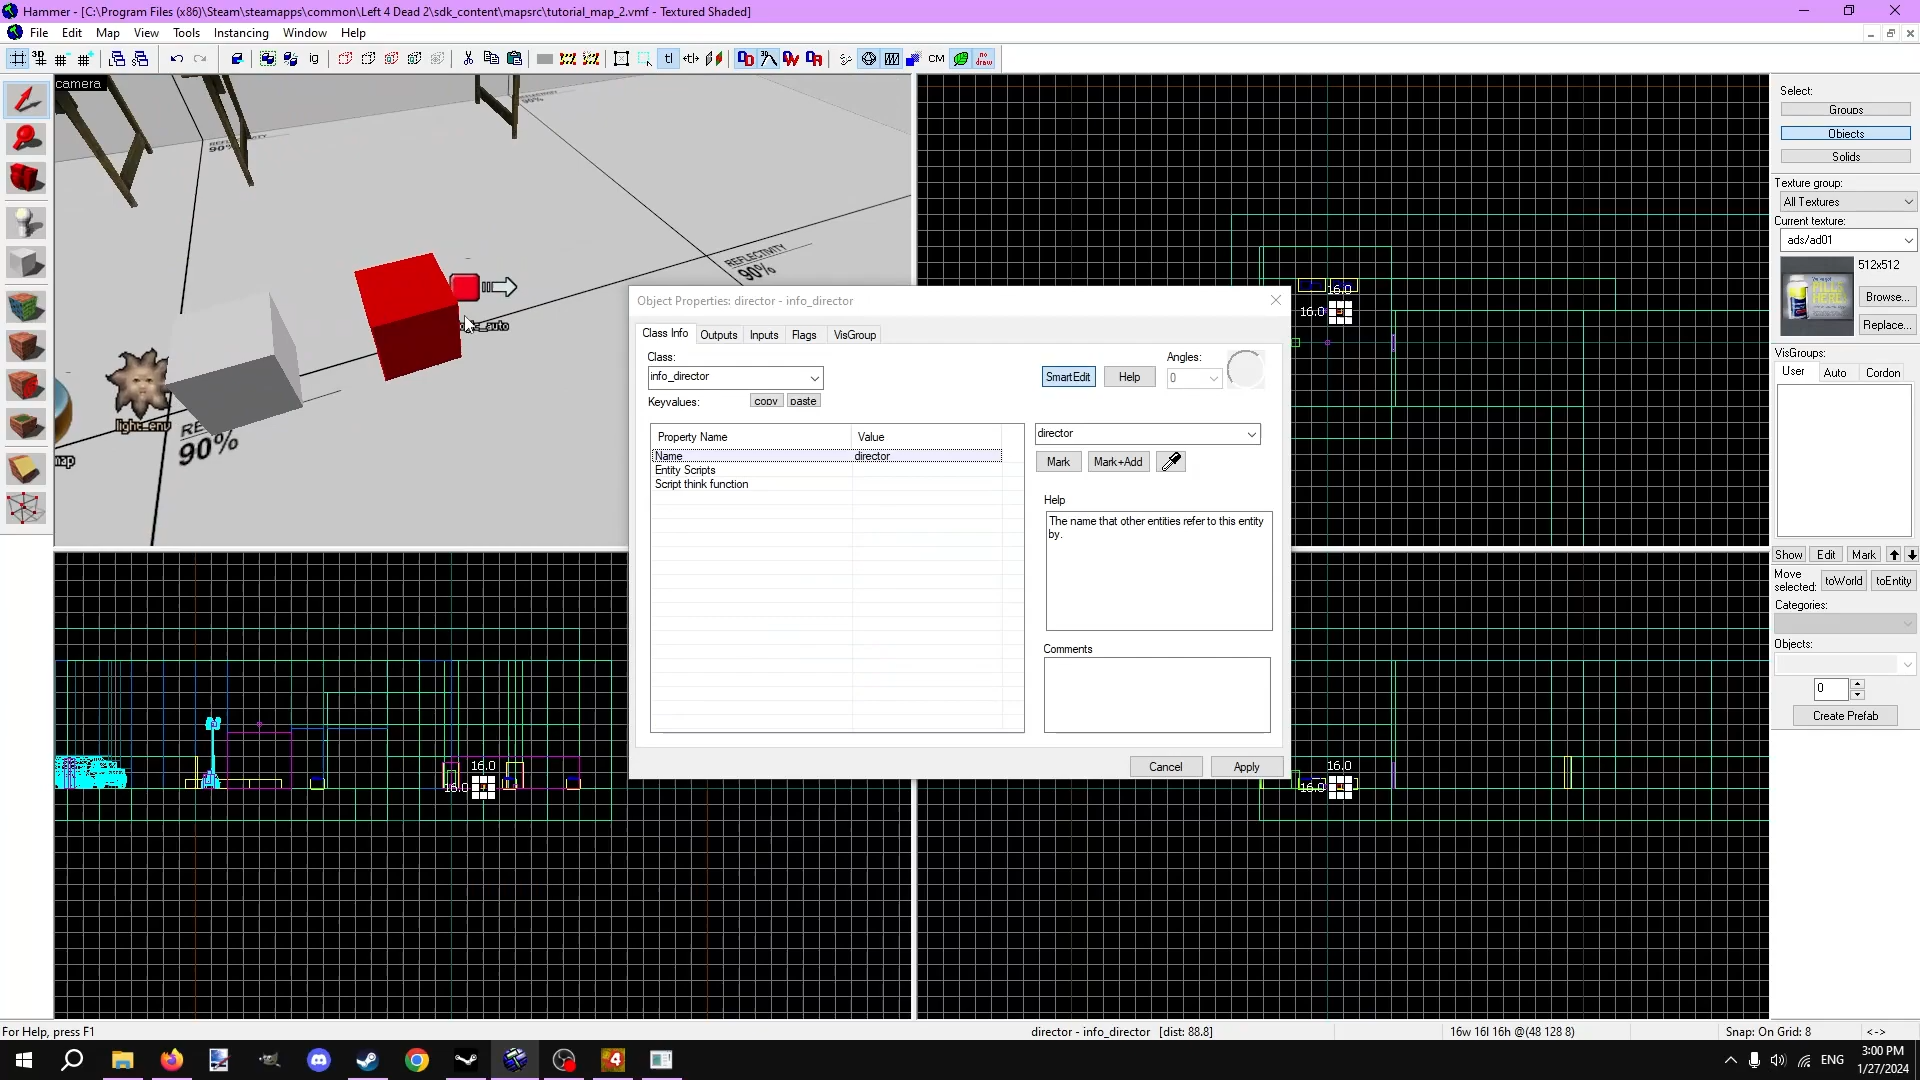 Hammer - [C:\Program Files (x86)\Steam\steamapps\common\Left 4 Dead 2\sdk_content\mapsrc\tutorial_map_2.vmf - Textured Shaded]
File Edit Map View Tools Instancing Window Help
camera
REFLECTIVITY
90%
90%
light_env
map
_auto
Object Properties: director - info_director
Class Info Outputs Inputs Flags VisGroup
Class:
info_director
Keyvalues: copy paste
SmartEdit Help
Angles:
0
Property Name Value
Name director
Entity Scripts
Script think function
director
Mark Mark+Add
Help
The name that other entities refer to this entity
by.
Comments
Cancel Apply
16.0
16.0
16.0
16.0
16.0
16.0
Select:
Groups
Objects
Solids
Texture group:
All Textures
Current texture:
ads/ad01
512x512
Browse...
Replace...
VisGroups:
User Auto Cordon
Show Edit Mark
Move
selected: toWorld toEntity
Categories:
Objects:
0
Create Prefab
For Help, press F1
director - info_director [dist: 88.8]
16w 16l 16h @(48 128 8)
Snap: On Grid: 8
<->
ENG
3:00 PM
1/27/2024